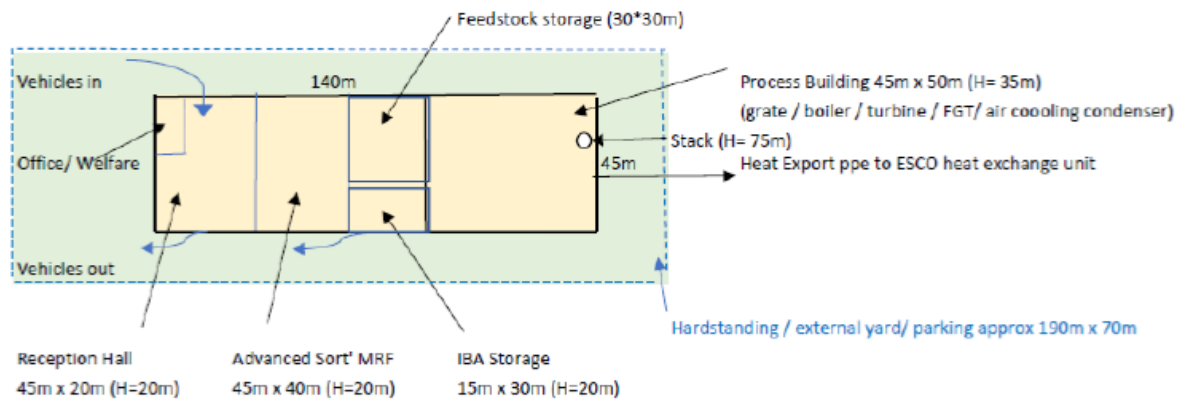 Feedstock storage (30*30m)
Vehicles in
140m
Process Building 45m x 50m (H= 35m)
(grate / boiler / turbine / FGT/ air coooling condenser)
Stack (H= 75m)
Office/ Welfare
45m
Heat Export ppe to ESCO heat exchange unit
Vehicles out
Hardstanding / external yard/ parking approx 190m x 70m
Reception Hall
45m x 20m (H=20m)
Advanced Sort' MRF
45m x 40m (H=20m)
IBA Storage
15m x 30m (H=20m)